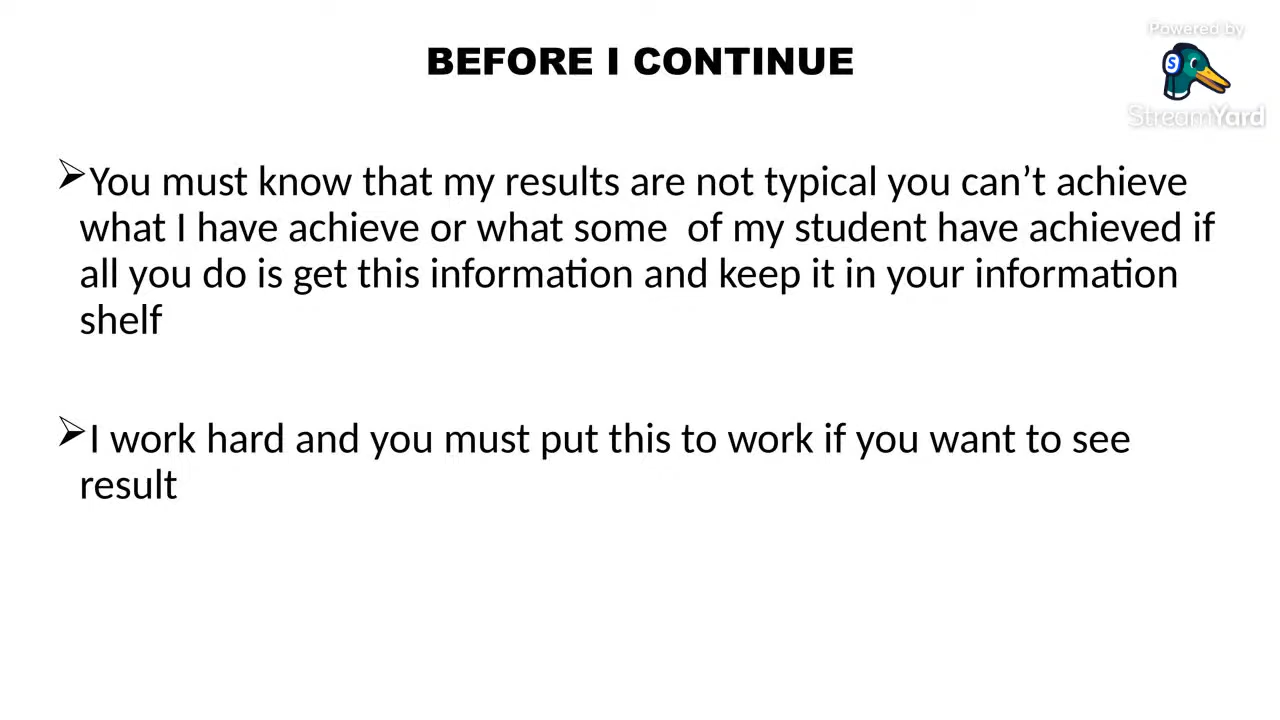 Powered by
BEFORE I CONTINUE
S
StreamYard
➢You must know that my results are not typical you can’t achieve
what I have achieve or what some  of my student have achieved if
all you do is get this information and keep it in your information
shelf
➢I work hard and you must put this to work if you want to see
result